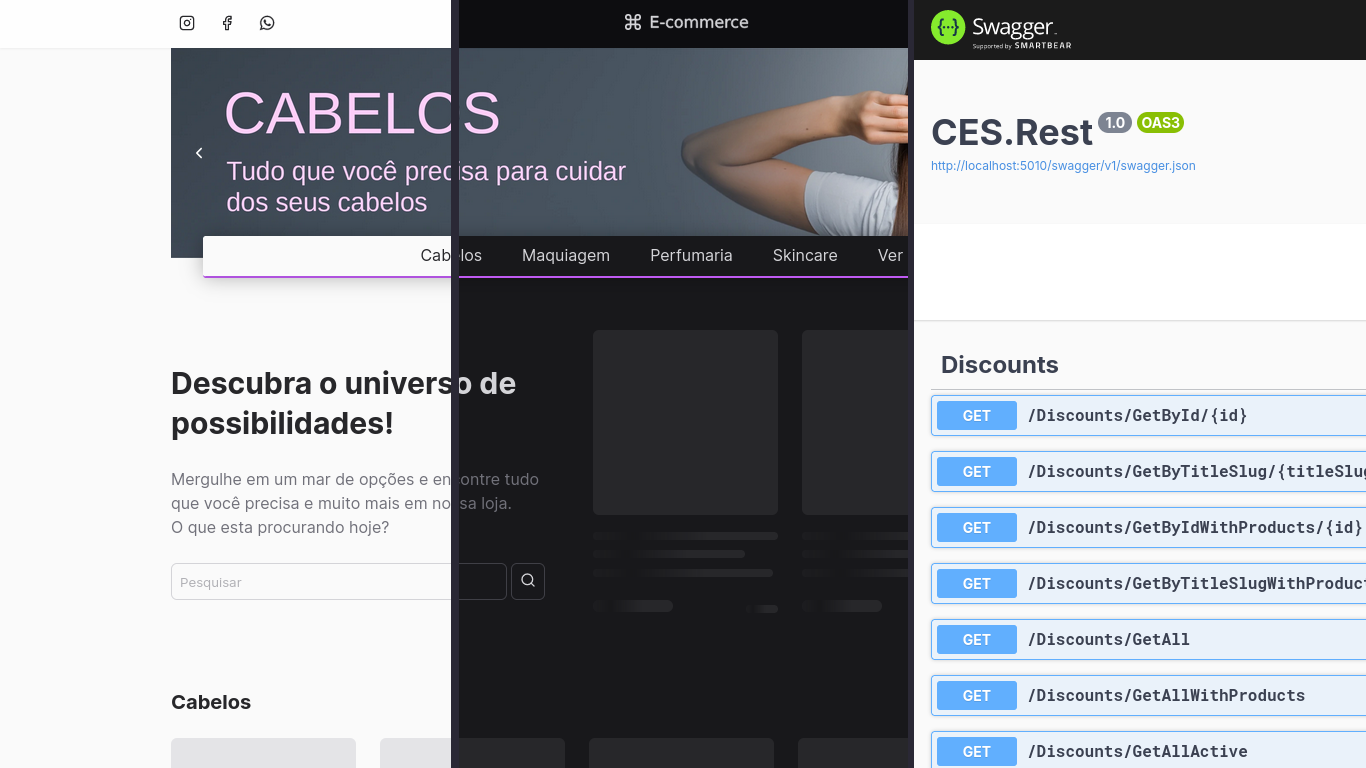 E-commerce
CABELOS
Tudo que você precisa para cuidar
dos seus cabelos
Cabelos Maquiagem Perfumaria Skincare Ver
Descubra o universo de
possibilidades!
Mergulhe em um mar de opções e encontre tudo
que você precisa e muito mais em nossa loja.
O que esta procurando hoje?
Pesquisar
Cabelos
Swagger
Supported by SMARTBEAR
CES.Rest 1.0 OAS3
http://localhost:5010/swagger/v1/swagger.json
Discounts
GET /Discounts/GetById/{id}
GET /Discounts/GetByTitleSlug/{titleSlug
GET /Discounts/GetByIdWithProducts/{id}
GET /Discounts/GetByTitleSlugWithProduct
GET /Discounts/GetAll
GET /Discounts/GetAllWithProducts
GET /Discounts/GetAllActive